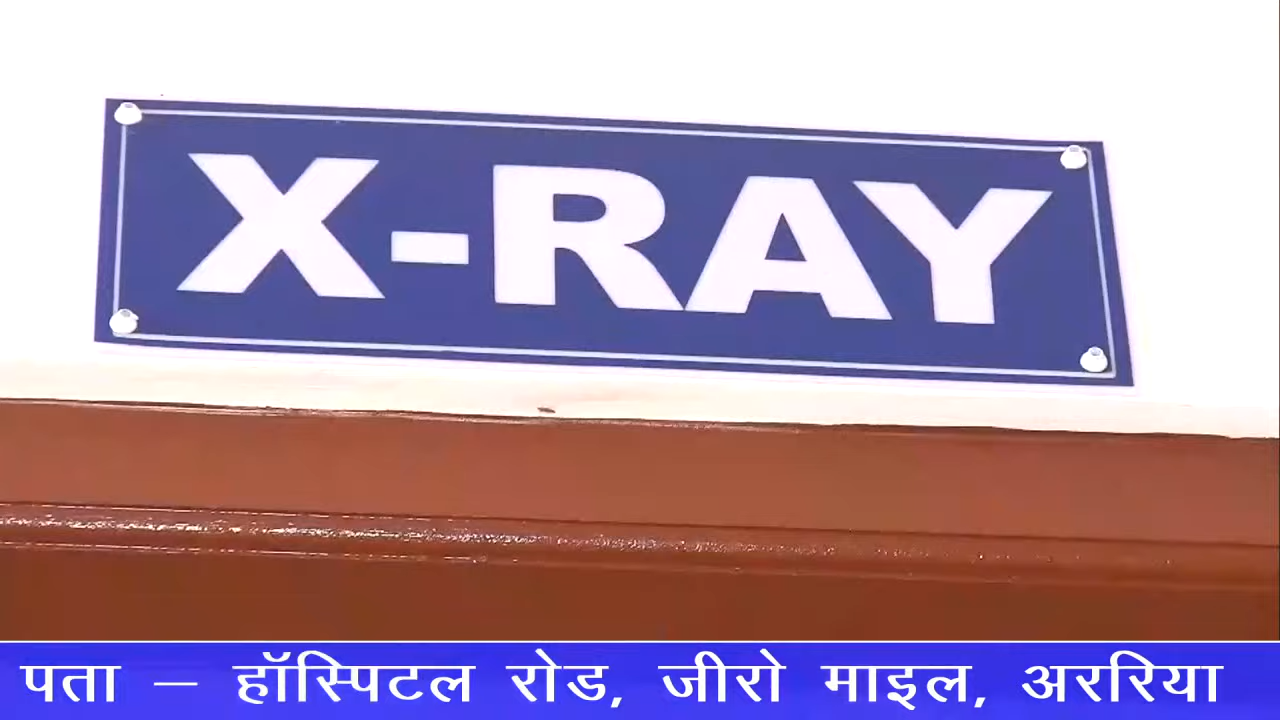 X-RAY
पता – हॉस्पिटल रोड, जीरो माइल, अररिया